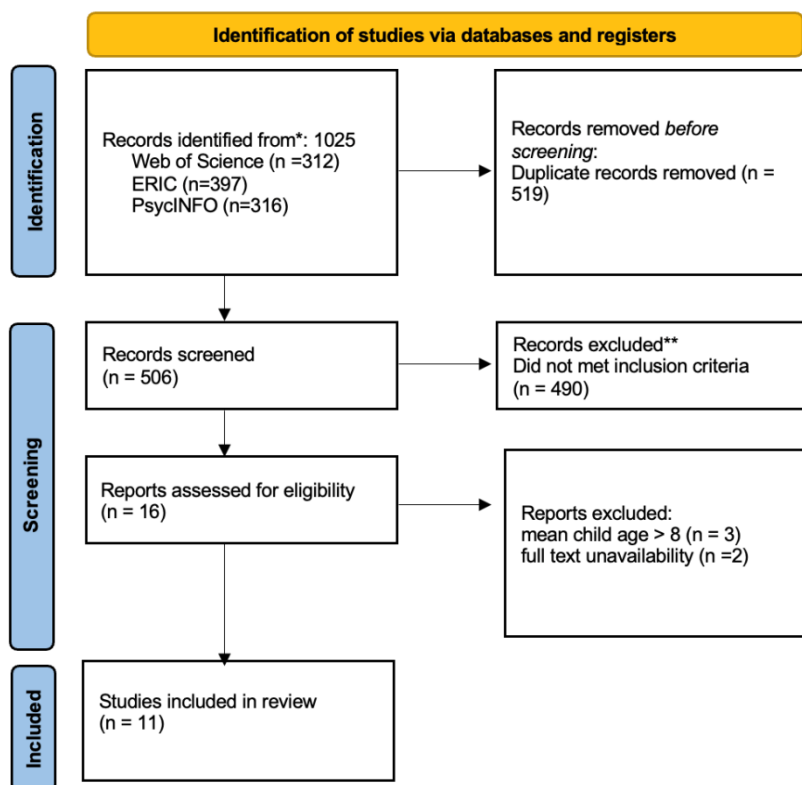 Identification of studies via databases and registers
Identification
Records identified from*: 1025
Web of Science (n =312)
ERIC (n=397)
PsycINFO (n=316)
Records removed before
screening:
Duplicate records removed (n =
519)
Screening
Records screened
(n = 506)
Records excluded**
Did not met inclusion criteria
(n = 490)
Reports assessed for eligibility
(n = 16)
Reports excluded:
mean child age > 8 (n = 3)
full text unavailability (n =2)
Included
Studies included in review
(n = 11)